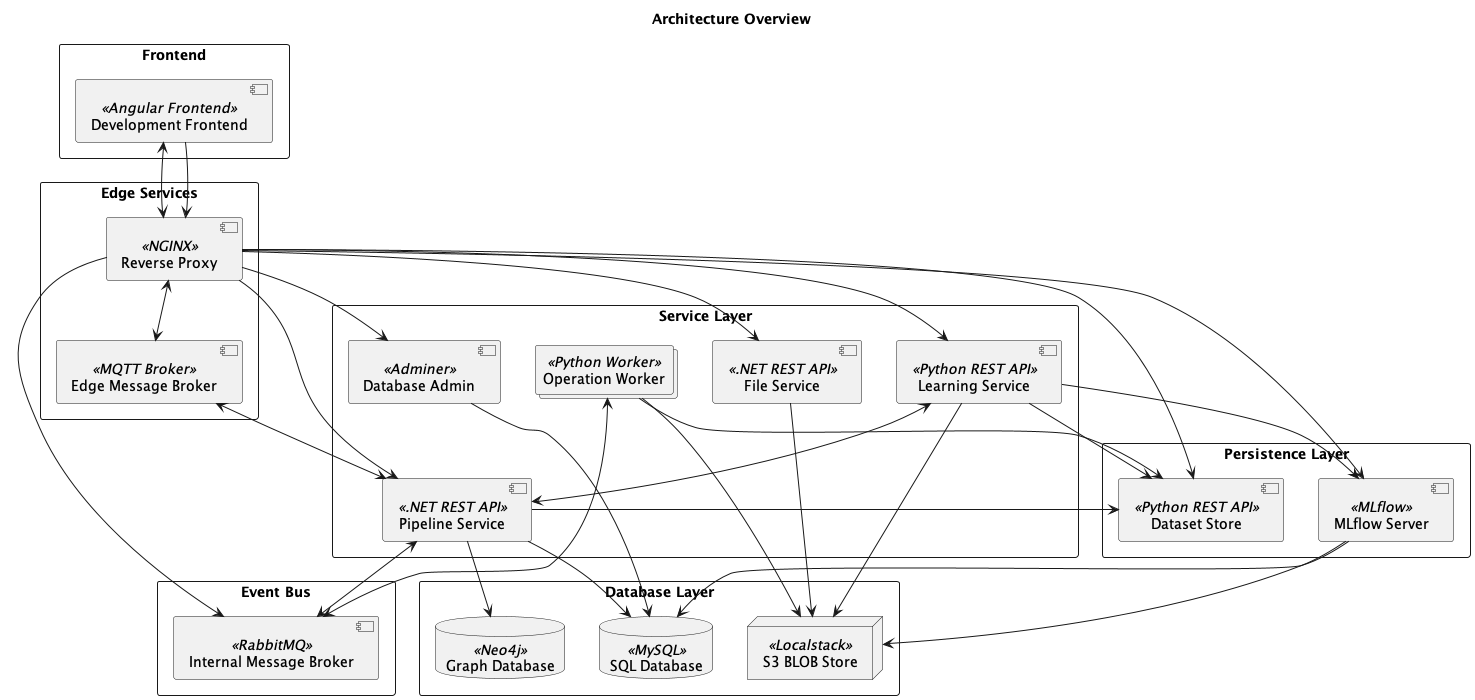 Architecture Overview
Frontend
«Angular Frontend»
Development Frontend
Edge Services
«NGINX»
Reverse Proxy
«MQTT Broker»
Edge Message Broker
Service Layer
«Adminer»
Database Admin
«Python Worker»
Operation Worker
«.NET REST API»
File Service
«Python REST API»
Learning Service
«.NET REST API»
Pipeline Service
Persistence Layer
«Python REST API»
Dataset Store
«MLflow»
MLflow Server
Event Bus
«RabbitMQ»
Internal Message Broker
Database Layer
«Neo4j»
Graph Database
«MySQL»
SQL Database
«Localstack»
S3 BLOB Store